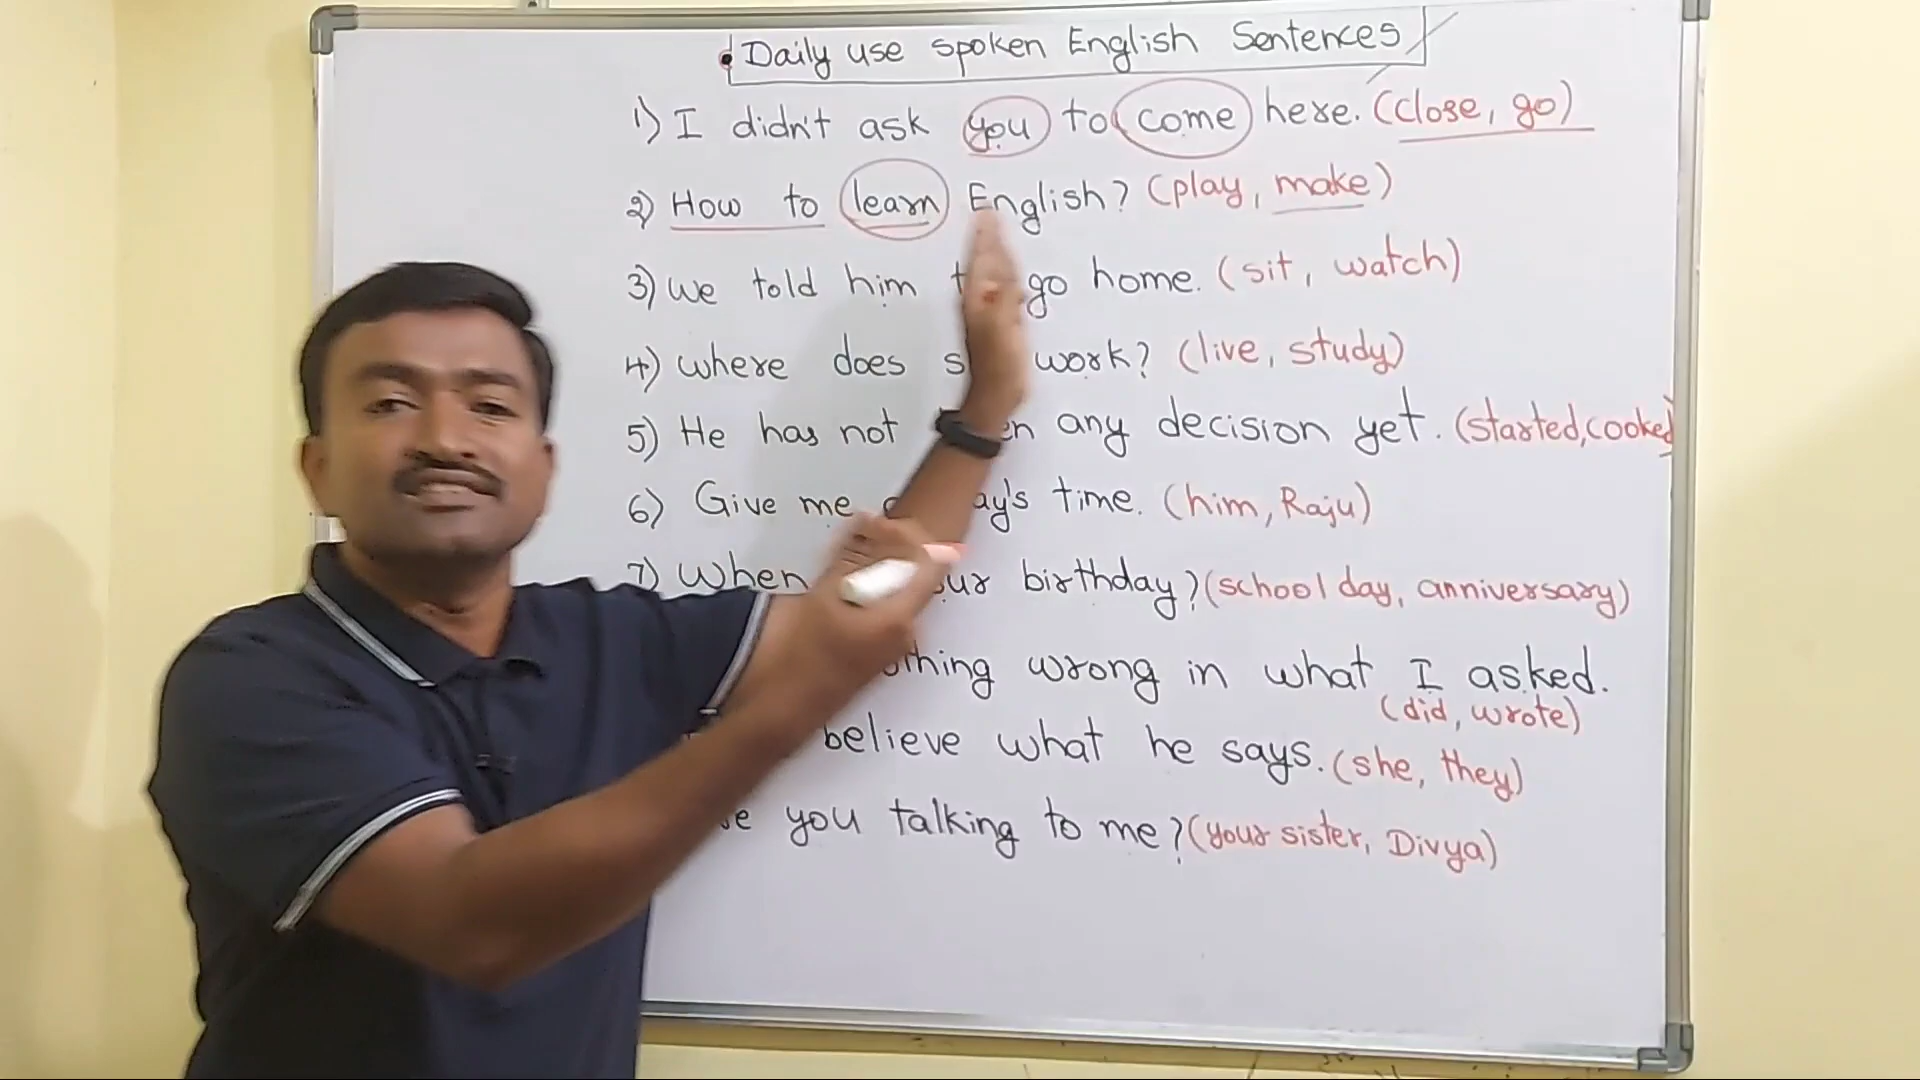 Daily use spoken English Sentences
1) I didn't ask you to come here. (close, go)
2) How to learn English? (play, make)
3) we told him go home. (sit, watch)
4) where does work? (live, study)
5) He has not any decision yet. (started, cooked)
6) Give me time. (him, Raju)
7) When birthday? (school day, anniversary)
wrong in what I asked.
(did, wrote)
believe what he says. (she, they)
you talking to me? (your sister, Divya)